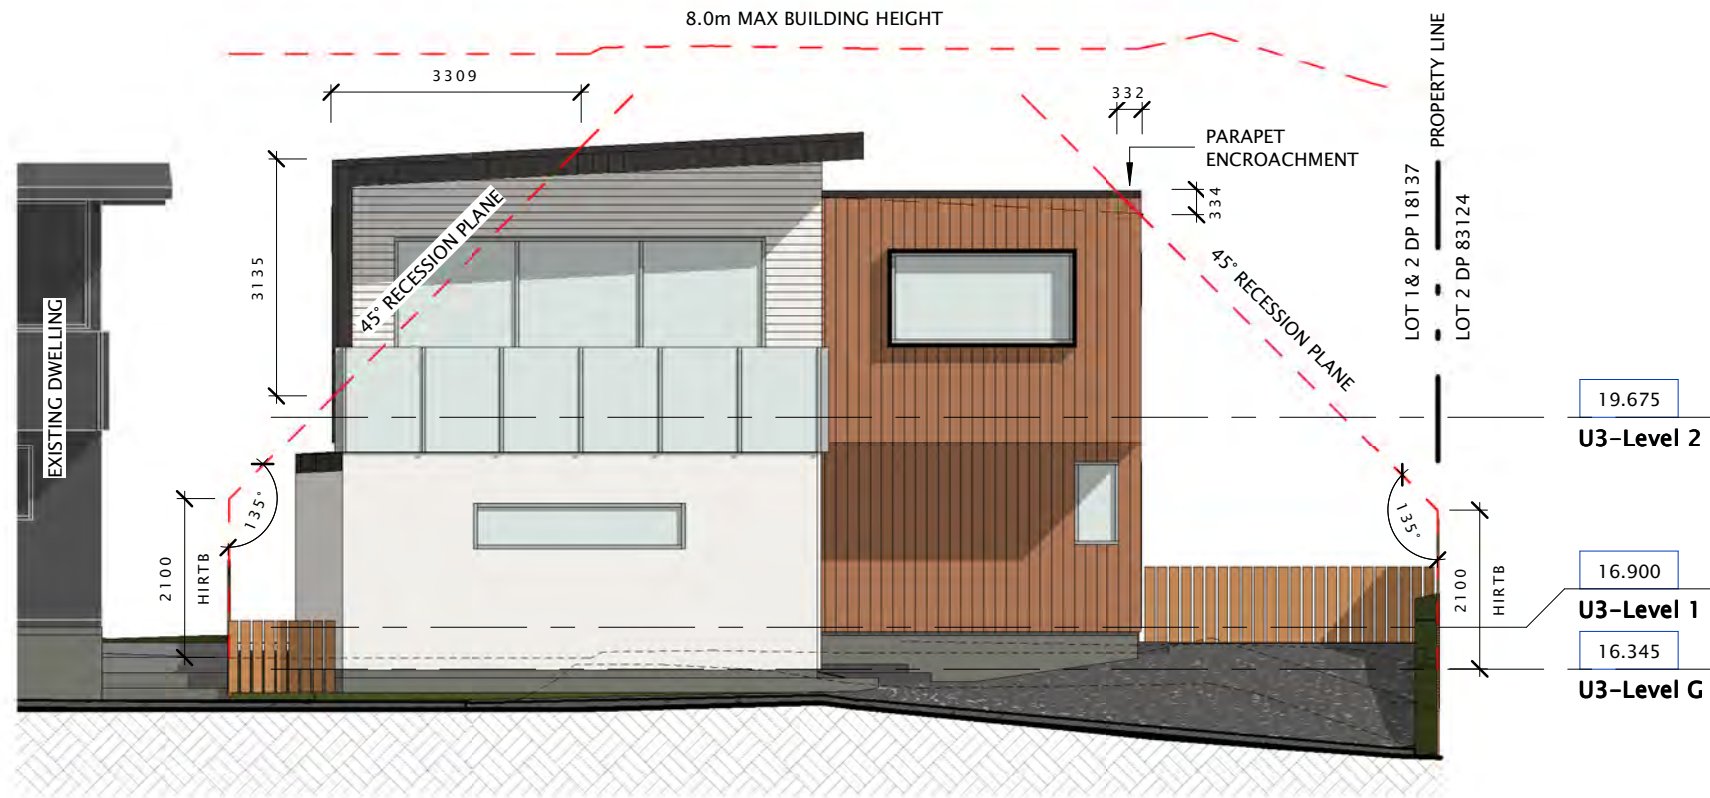 8.0m MAX BUILDING HEIGHT
3309
332
PARAPET
ENCROACHMENT
334
3135
45° RECESSION PLANE
45° RECESSION PLANE
PROPERTY LINE
LOT 1& 2 DP 18137
LOT 2 DP 83124
EXISTING DWELLING
135°
2100
HIRTB
135°
2100
HIRTB
19.675
U3-Level 2
16.900
U3-Level 1
16.345
U3-Level G